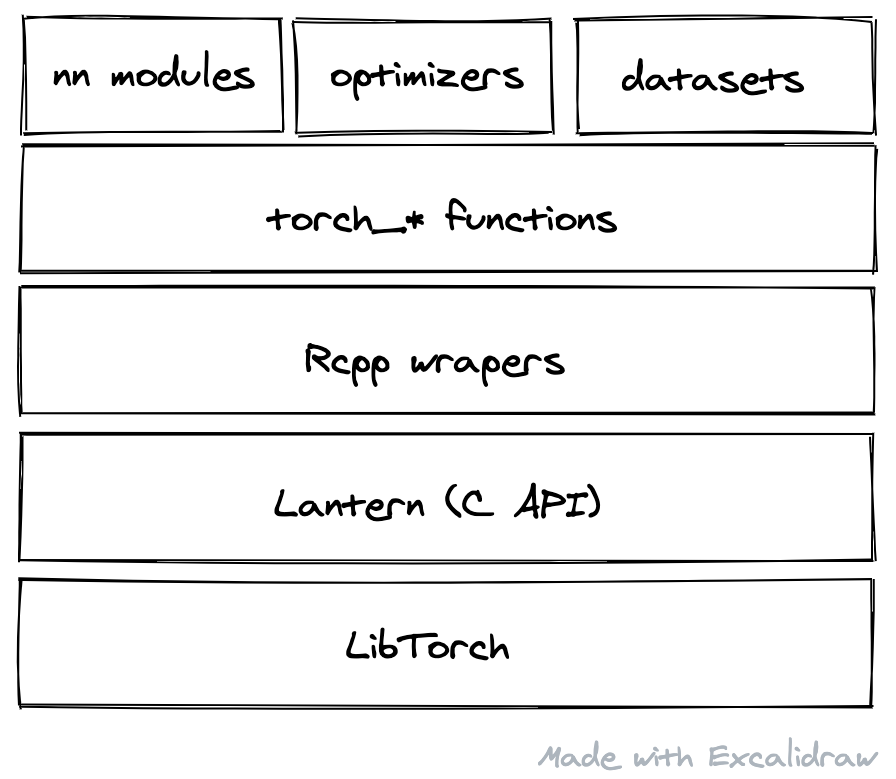 nn modules
optimizers
datasets
torch_* functions
Rcpp wrapers
Lantern (C API)
LibTorch
Made with Excalidraw